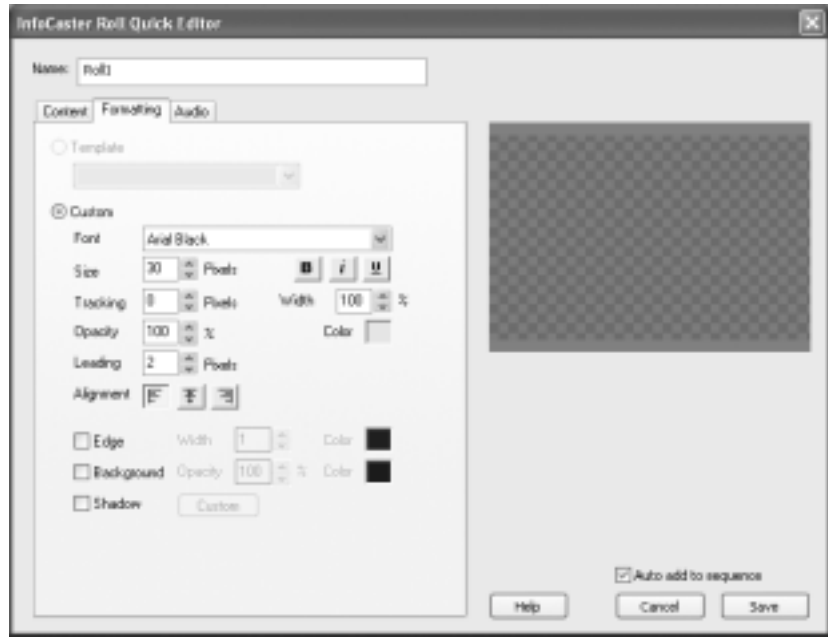 InfoCaster Roll Quick Editor
Name: Roll1
Content Formatting Audio
Template
Custom
Font Arial Black
Size 30 Pixels B i U
Tracking 0 Pixels Width 100 %
Opacity 100 % Color
Leading 2 Pixels
Alignment
Edge Width 1 Color
Background Opacity 100 % Color
Shadow Custom
Auto add to sequence
Help Cancel Save